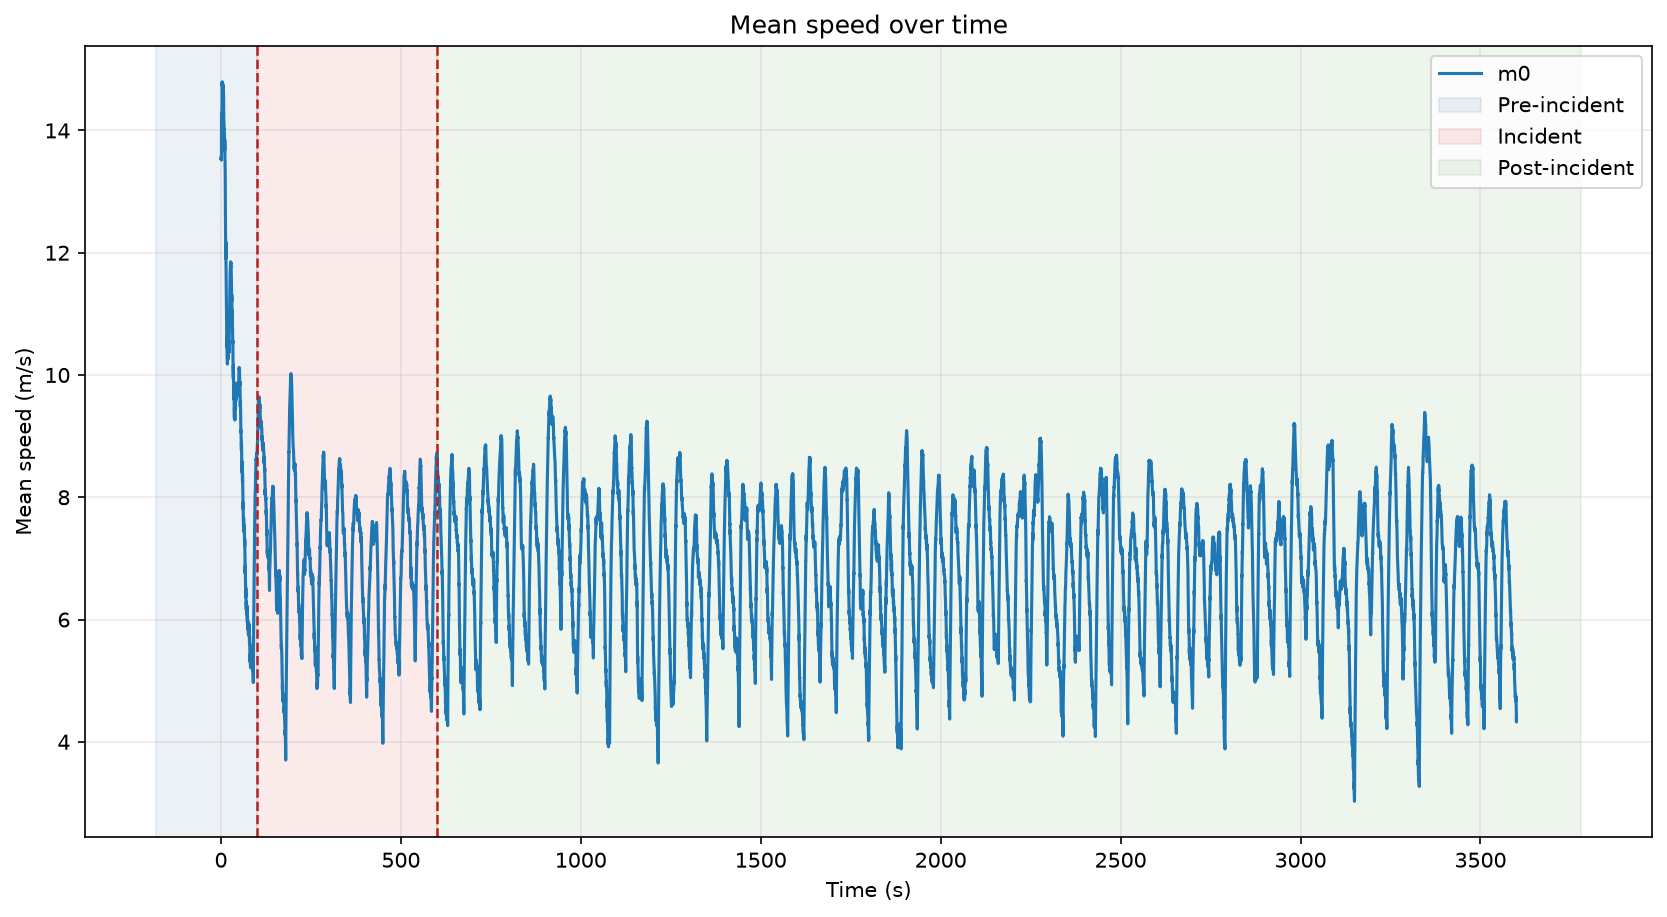 Mean speed over time
m0
Pre-incident
Incident
Post-incident
Mean speed (m/s)
14
12
10
8
6
4
0 500 1000 1500 2000 2500 3000 3500
Time (s)